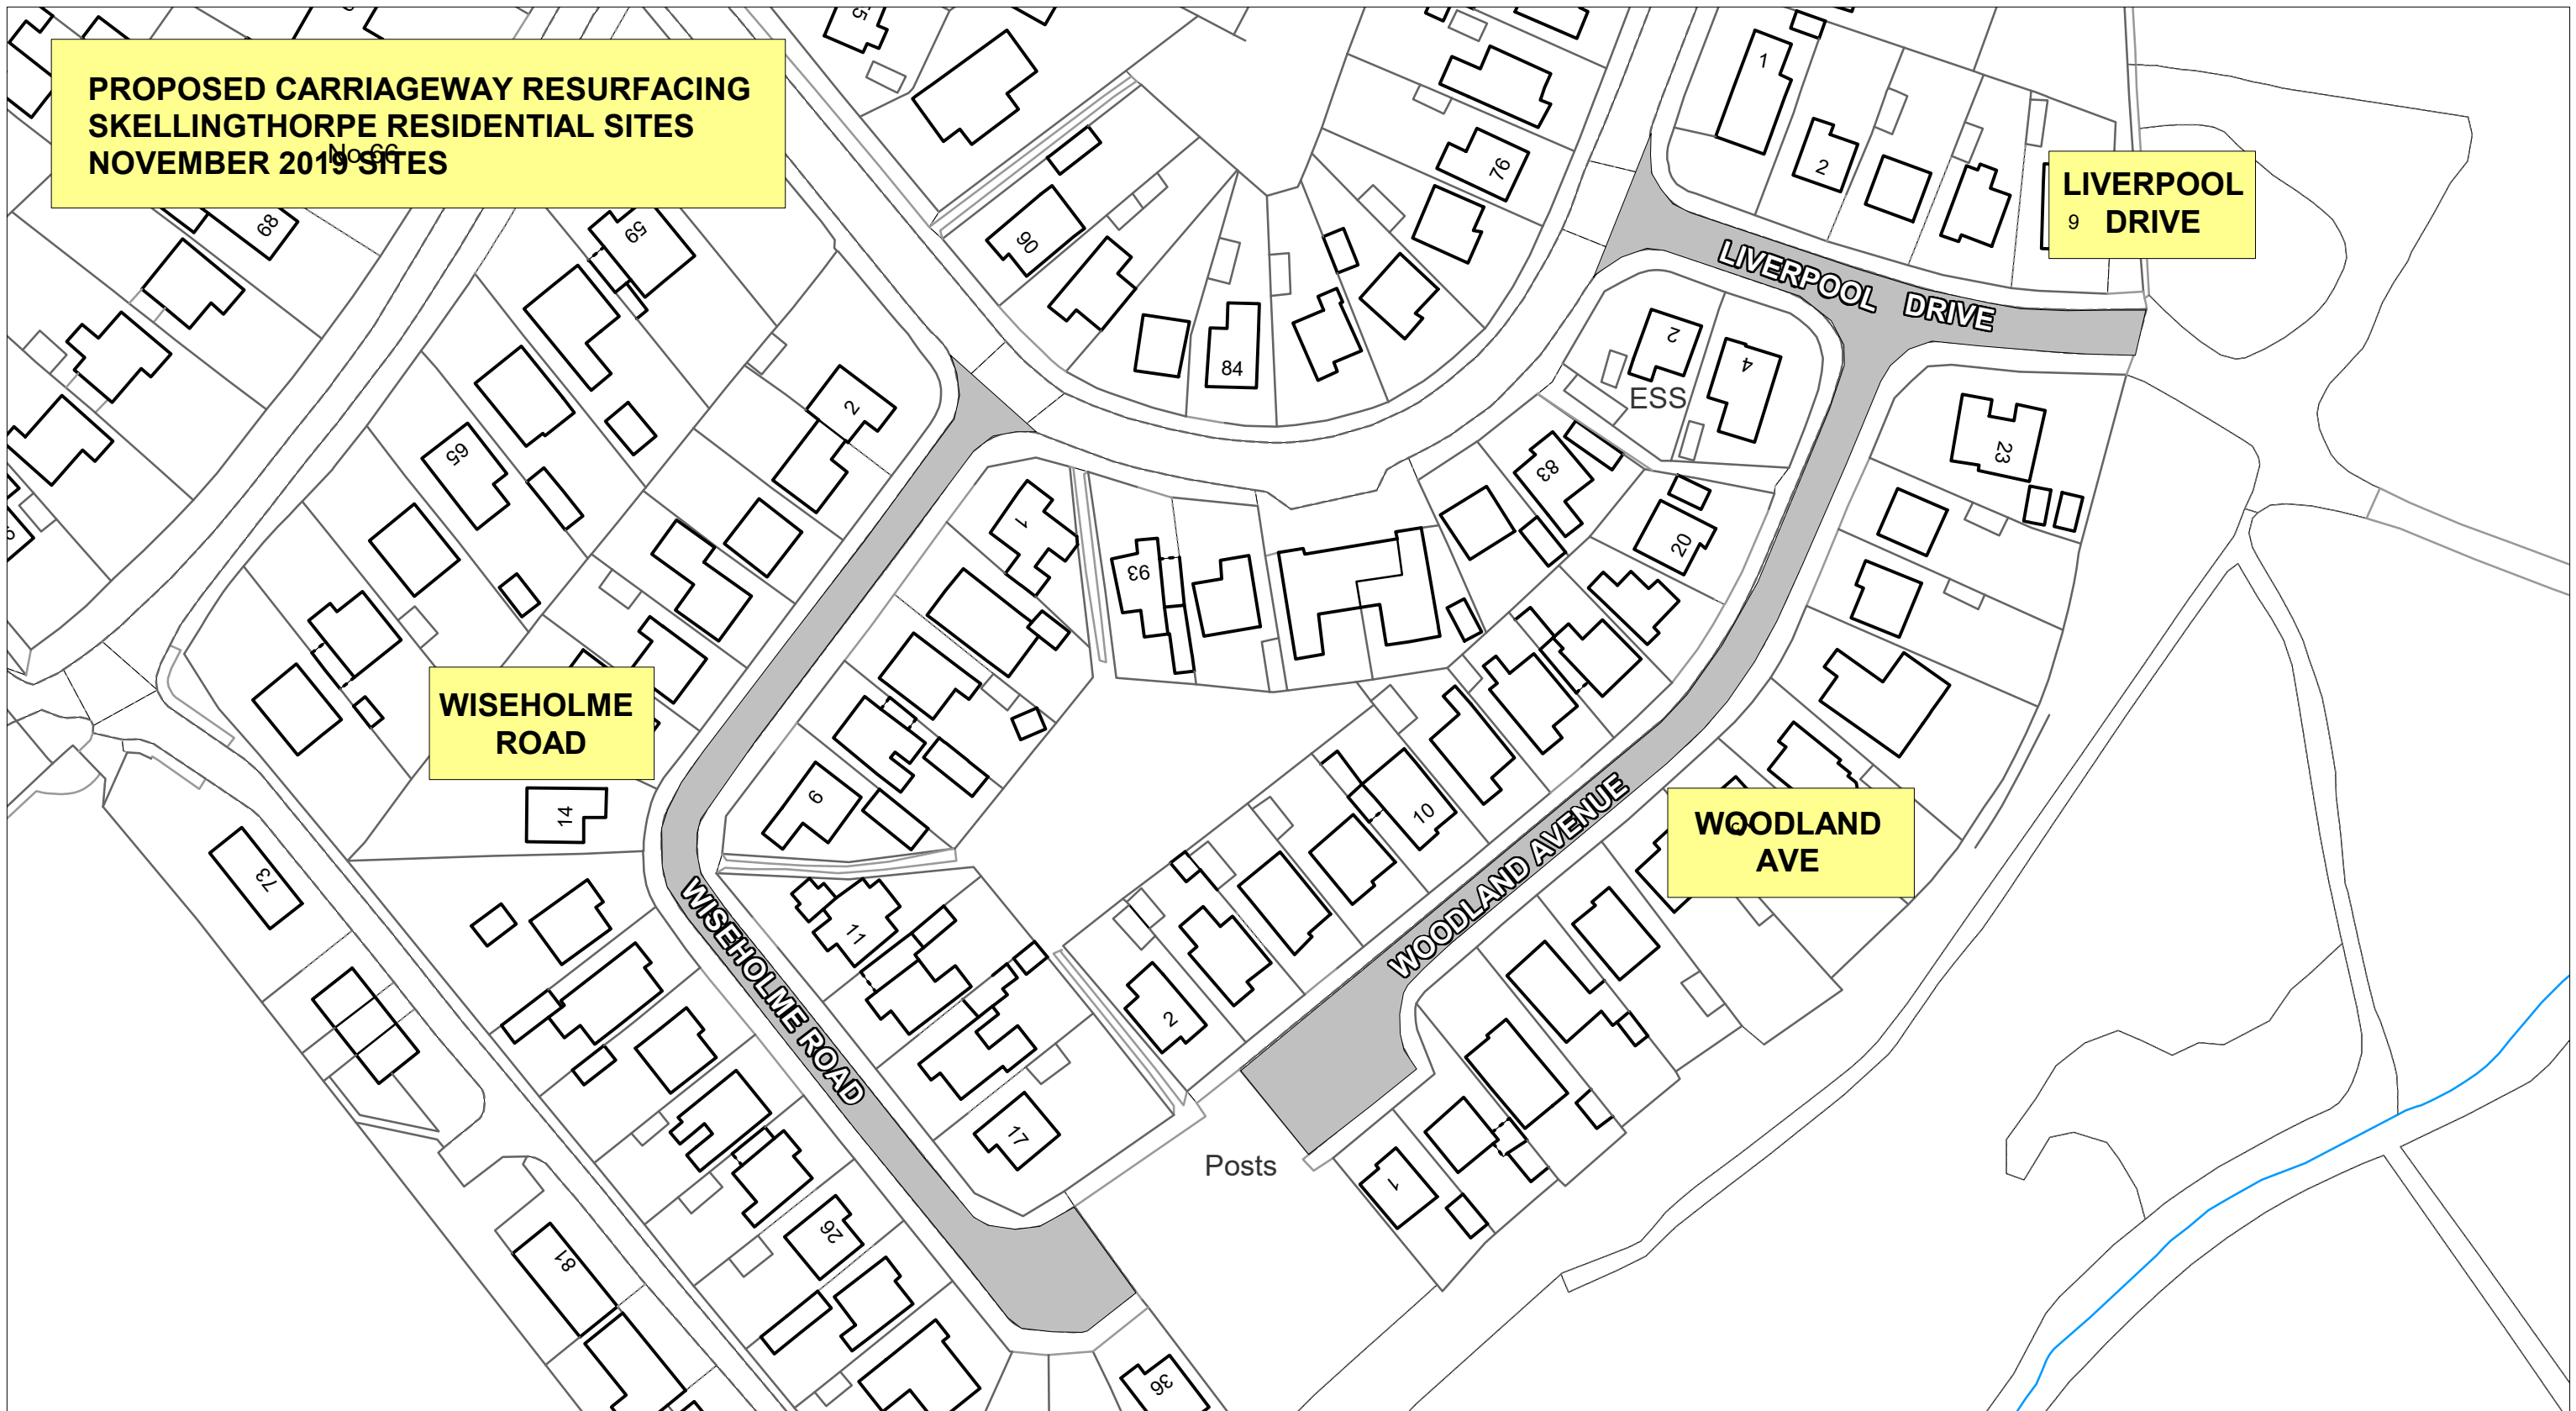 PROPOSED CARRIAGEWAY RESURFACING
SKELLINGTHORPE RESIDENTIAL SITES
NOVEMBER 2019 SITES
No 66
LIVERPOOL
DRIVE
9
WISEHOLME
ROAD
WOODLAND
AVE
LIVERPOOL DRIVE
WOODLAND AVENUE
WISEHOLME ROAD
ESS
Posts
1
2
76
90
84
68
59
65
2
2
4
23
1
93
83
20
14
9
10
73
11
2
17
1
26
81
36